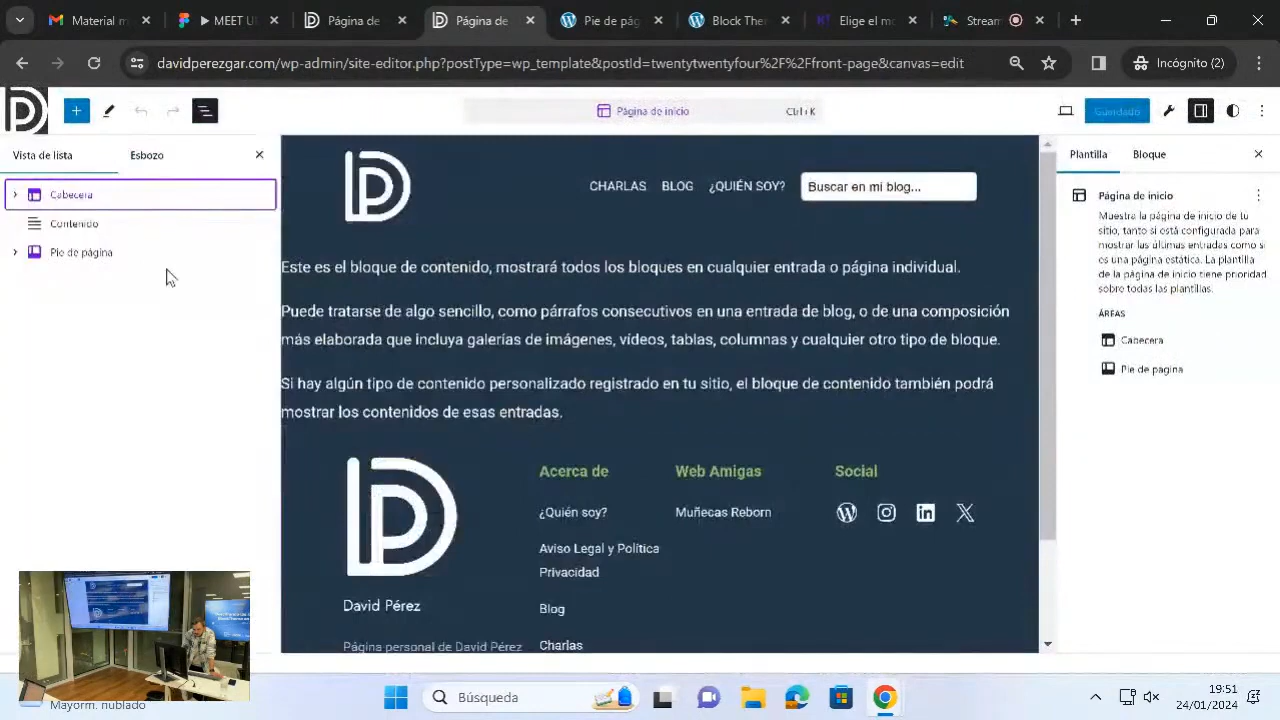 Gmail
Material n
▶ MEET U
Página de
Página de
Pie de pág
Block The
Elige el mo
Stream
davidperezgar.com/wp-admin/site-editor.php?postType=wp_template&postId=twentytwentyfour%2F%2Ffront-page&canvas=edit
Incógnito (2)
Página de inicio
Ctrl+K
Guardado
Vista de lista
Esbozo
Plantilla
Bloque
Cabecera
Contenido
Pie de página
CHARLAS
BLOG
¿QUIÉN SOY?
Buscar en mi blog...
Este es el bloque de contenido, mostrará todos los bloques en cualquier entrada o página individual.
Puede tratarse de algo sencillo, como párrafos consecutivos en una entrada de blog, o de una composición
más elaborada que incluya galerías de imágenes, vídeos, tablas, columnas y cualquier otro tipo de bloque.
Si hay algún tipo de contenido personalizado registrado en tu sitio, el bloque de contenido también podrá
mostrar los contenidos de esas entradas.
Acerca de
Web Amigas
Social
¿Quién soy?
Muñecas Reborn
Aviso Legal y Política
Privacidad
Blog
Charlas
David Pérez
Página personal de David Pérez
Página de inicio
Muestra la página de inicio de tu
sitio, tanto si está configurada para
mostrar las últimas entradas como si
es una página estática. La plantilla
de la página de inicio tiene prioridad
sobre todas las plantillas.
ÁREAS
Cabecera
Pie de pagina
Mayorm. nublado
Búsqueda
19:51
24/01/2024